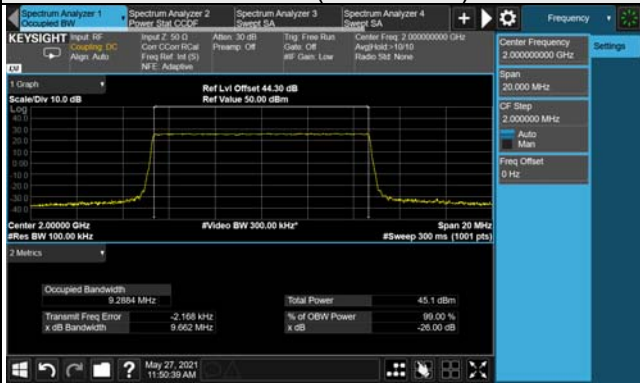 Spectrum Analyzer 1
Occupied BW
Spectrum Analyzer 2
Power Stat CCDF
Spectrum Analyzer 3
Swept SA
Spectrum Analyzer 4
Swept SA
Frequency
KEYSIGHT
Input: RF
Coupling: DC
Align: Auto
Input Z: 50 Ω
Corr CCorr RCal
Freq Ref: Int (S)
NFE: Adaptive
Atten: 30 dB
Preamp: Off
Trig: Free Run
Gate: Off
#IF Gain: Low
Center Freq: 2.000000000 GHz
Avg|Hold:>10/10
Radio Std: None
LXI
Center Frequency
2.000000000 GHz
Settings
Span
20.000 MHz
CF Step
2.000000 MHz
Auto
Man
Freq Offset
0 Hz
1 Graph
Scale/Div 10.0 dB
Ref Lvl Offset 44.30 dB
Ref Value 50.00 dBm
Log
40.0
30.0
20.0
10.0
0.00
-10.0
-20.0
-30.0
-40.0
Center 2.00000 GHz
#Res BW 100.00 kHz
#Video BW 300.00 kHz*
Span 20 MHz
#Sweep 300 ms (1001 pts)
2 Metrics
Occupied Bandwidth
9.2884 MHz
Total Power
45.1 dBm
Transmit Freq Error
-2.168 kHz
% of OBW Power
99.00 %
x dB Bandwidth
9.662 MHz
x dB
-26.00 dB
May 27, 2021
11:50:39 AM